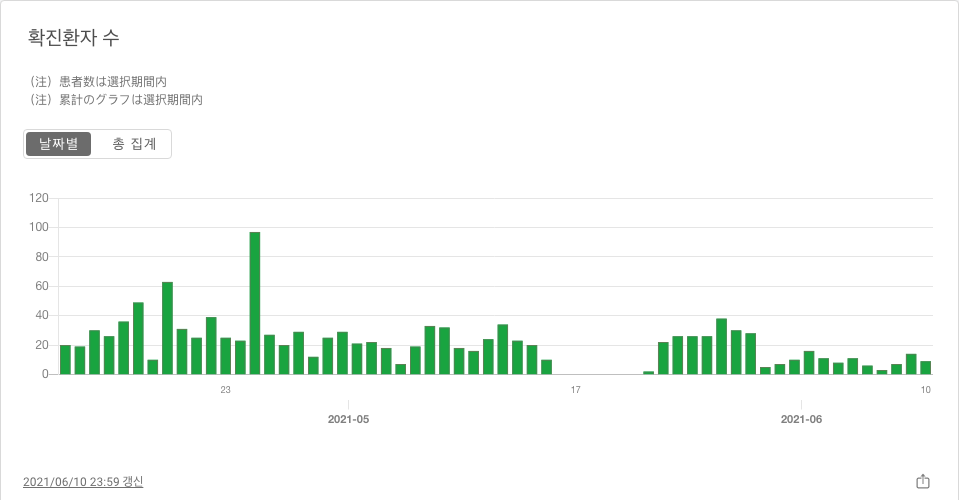 확진환자 수
（注）患者数は選択期間内
（注）累計のグラフは選択期間内
날짜별 총 집계
120
100
80
60
40
20
0
23 17 10
2021-05 2021-06
2021/06/10 23:59 갱신